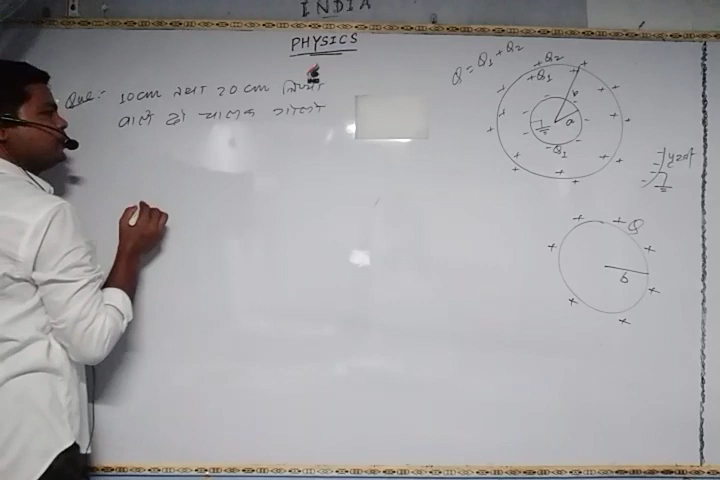 INDIA
PHYSICS
Que:- 10cm तथा 20cm त्रिज्या
वाले दो चालक गोलों
Q = Q₁ + Q₂
+Q₂
+Q₁
b
a
-Q₁
पृथ्वी
Q
b